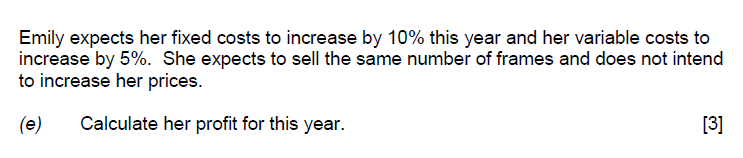 Emily expects her fixed costs to increase by 10% this year and her variable costs to
increase by 5%.  She expects to sell the same number of frames and does not intend
to increase her prices.
(e) Calculate her profit for this year. [3]